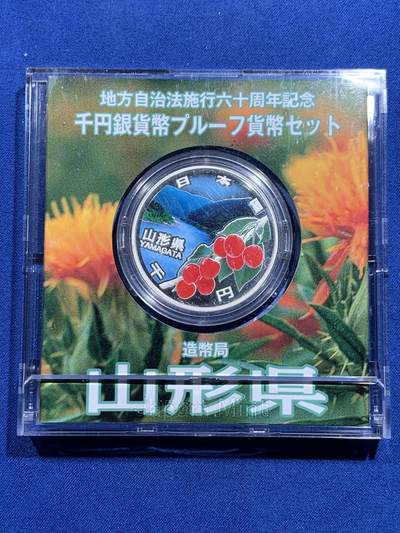 地方自治法施行六十周年記念
千円銀貨幣プルーフ貨幣セット
日本国
山形県
YAMAGATA
千円
造幣局
山形県